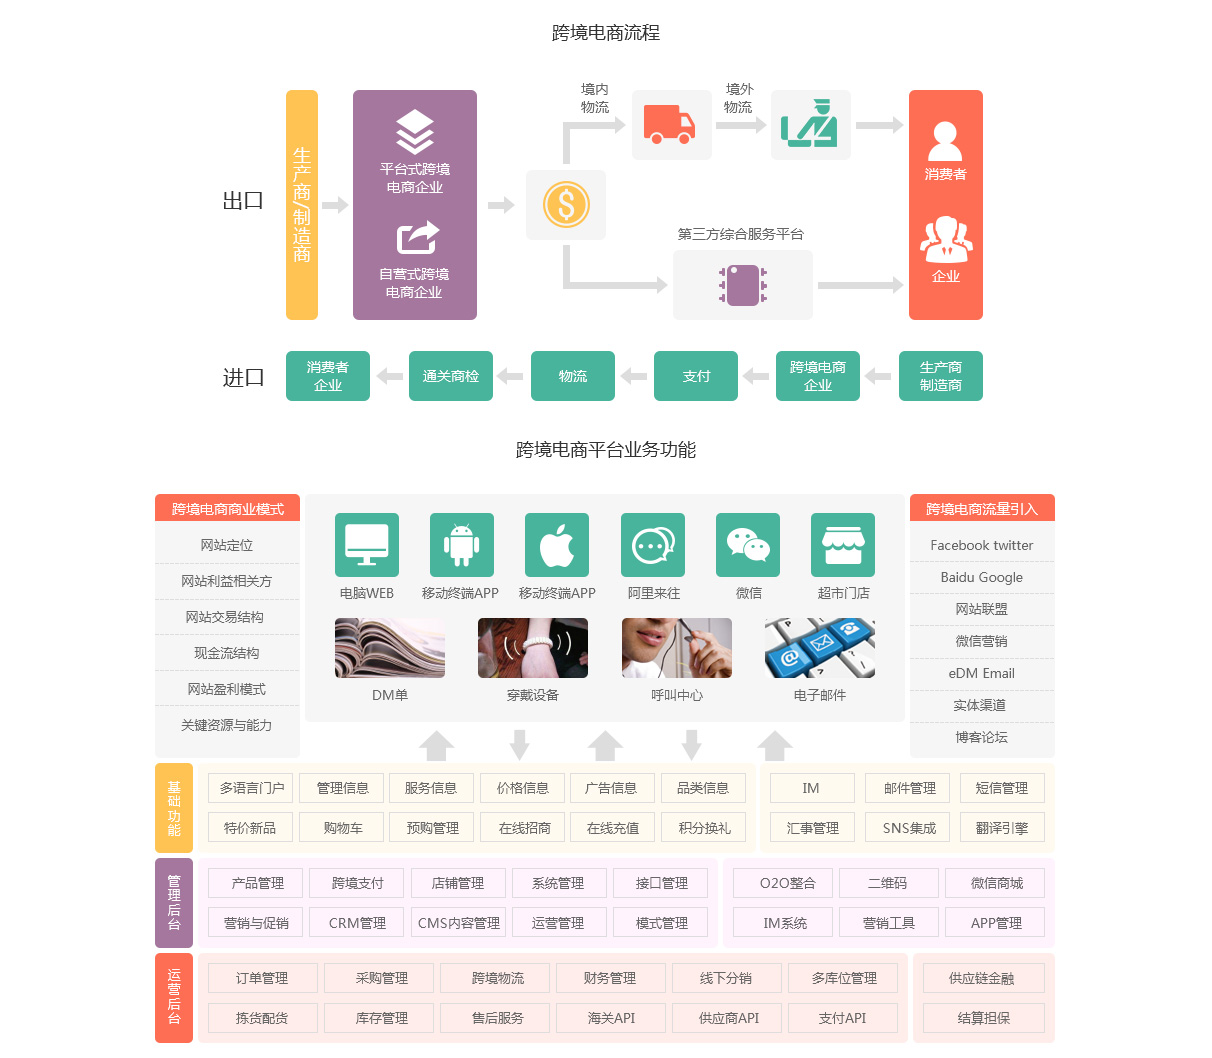 跨境电商流程
境内
物流
境外
物流
出口
生产商/制造商
平台式跨境
电商企业
自营式跨境
电商企业
$
第三方综合服务平台
消费者
企业
进口
消费者
企业
通关商检
物流
支付
跨境电商
企业
生产商
制造商
跨境电商平台业务功能
跨境电商商业模式
网站定位
网站利益相关方
网站交易结构
现金流结构
网站盈利模式
关键资源与能力
电脑WEB
移动终端APP
移动终端APP
阿里来往
微信
超市门店
@
DM单
穿戴设备
呼叫中心
电子邮件
跨境电商流量引入
Facebook twitter
Baidu Google
网站联盟
微信营销
eDM Email
实体渠道
博客论坛
基础功能
多语言门户
管理信息
服务信息
价格信息
广告信息
品类信息
IM
邮件管理
短信管理
特价新品
购物车
预购管理
在线招商
在线充值
积分换礼
汇事管理
SNS集成
翻译引擎
管理后台
产品管理
跨境支付
店铺管理
系统管理
接口管理
O2O整合
二维码
微信商城
营销与促销
CRM管理
CMS内容管理
运营管理
模式管理
IM系统
营销工具
APP管理
运营后台
订单管理
采购管理
跨境物流
财务管理
线下分销
多库位管理
供应链金融
拣货配货
库存管理
售后服务
海关API
供应商API
支付API
结算担保